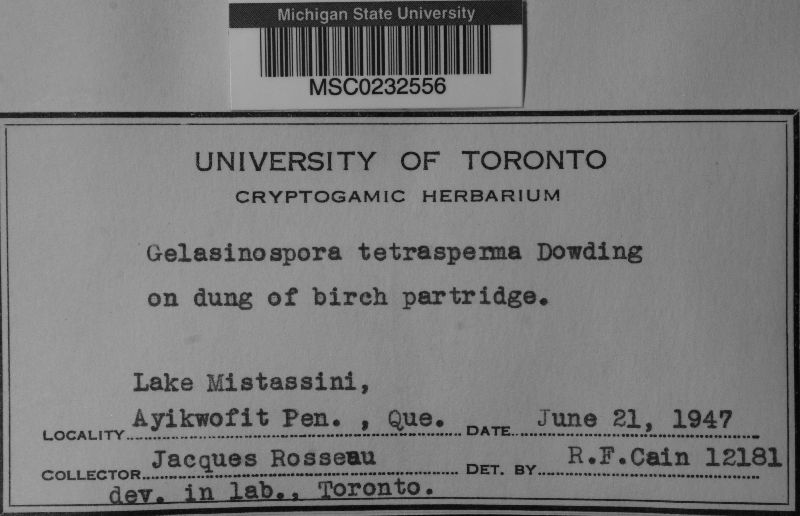 Michigan State University
MSC0232556
UNIVERSITY OF TORONTO
CRYPTOGAMIC HERBARIUM
Gelasinospora tetrasperma Dowding
on dung of birch partridge.
Lake Mistassini,
LOCALITY Ayikwofit Pen. , Que. DATE June 21, 1947
COLLECTOR Jacques Rosseau DET. BY R.F.Cain 12181
dev. in lab., Toronto.